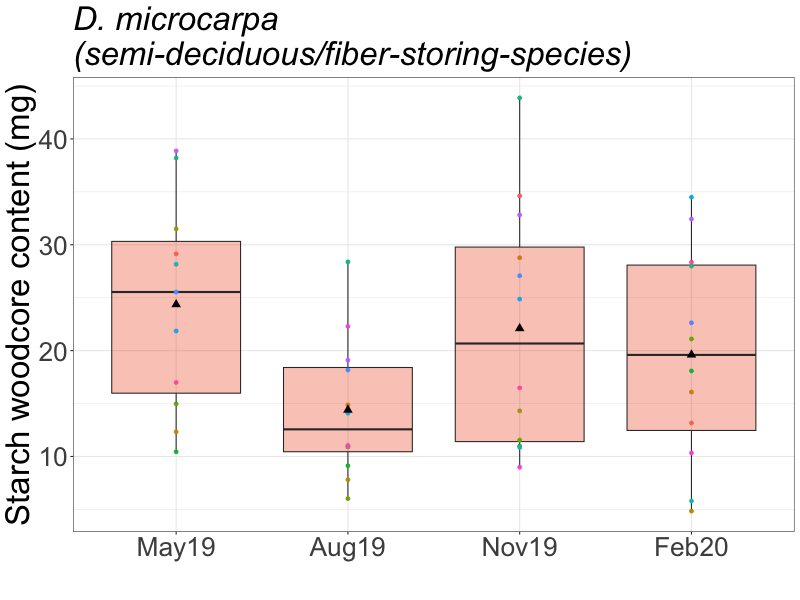 D. microcarpa
(semi-deciduous/fiber-storing-species)
Starch woodcore content (mg)
40
30
20
10
May19 Aug19 Nov19 Feb20